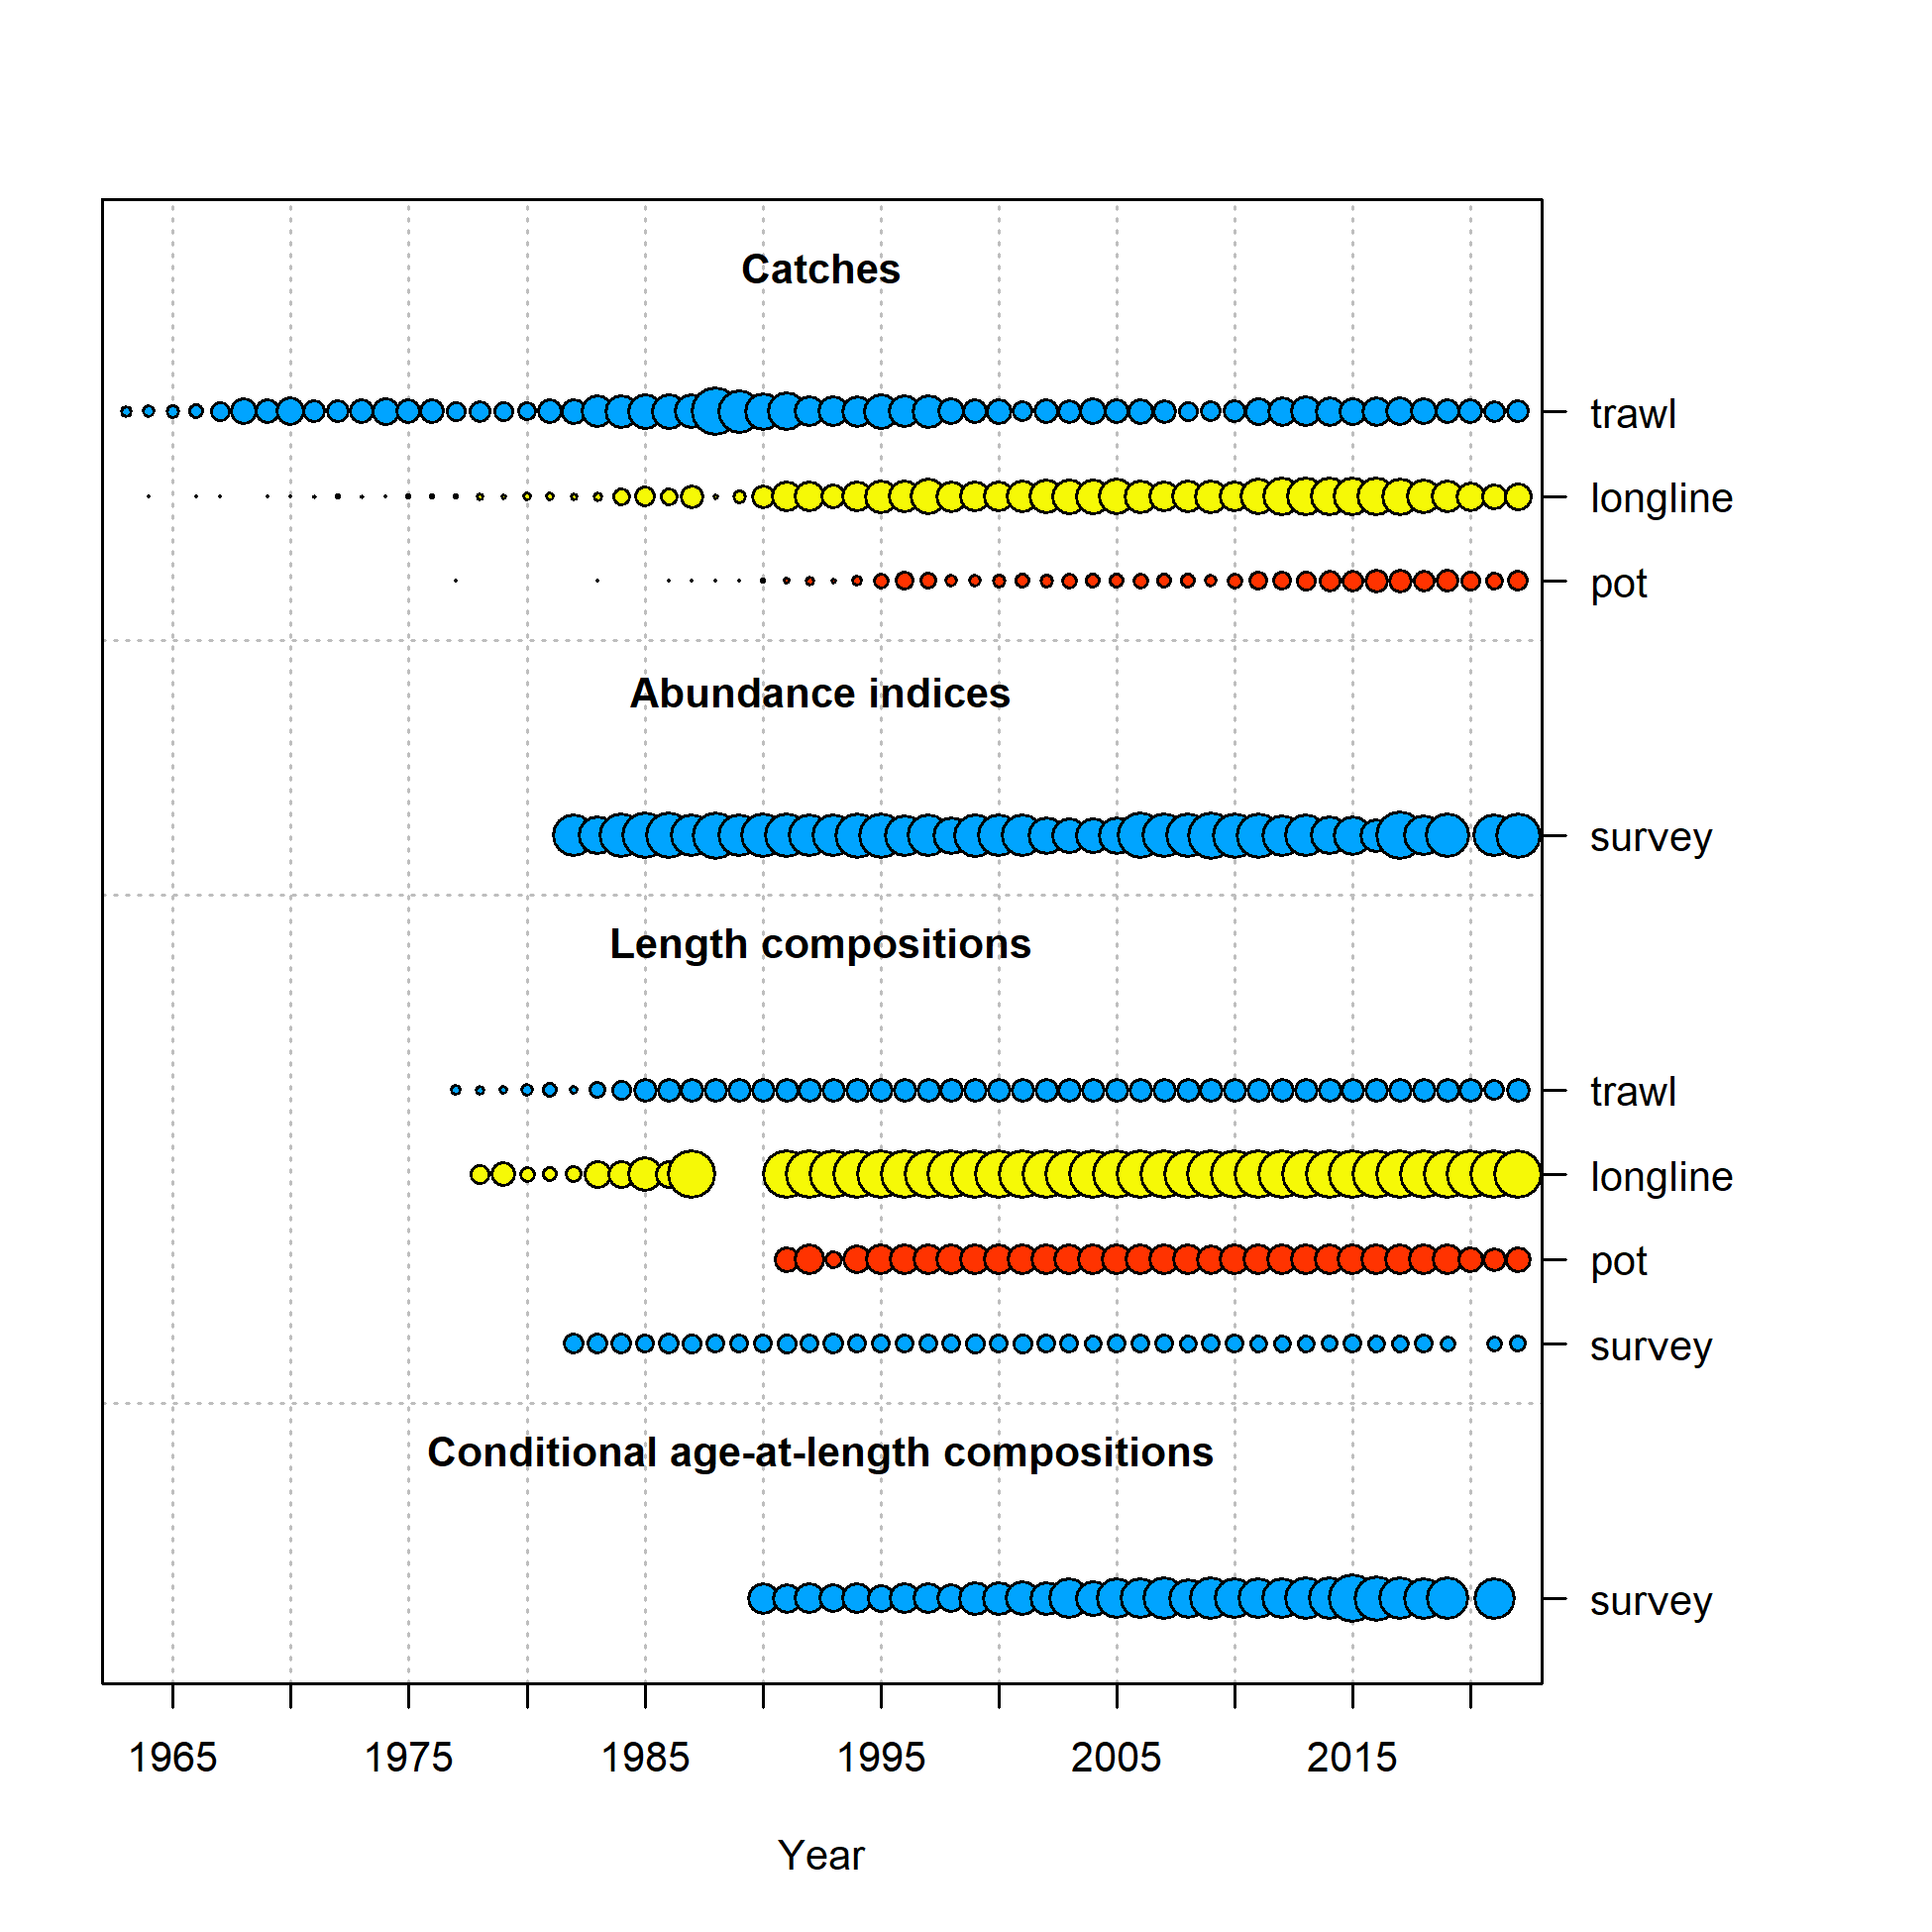 Catches
trawl
longline
pot
Abundance indices
survey
Length compositions
trawl
longline
pot
survey
Conditional age-at-length compositions
survey
1965 1975 1985 1995 2005 2015
Year